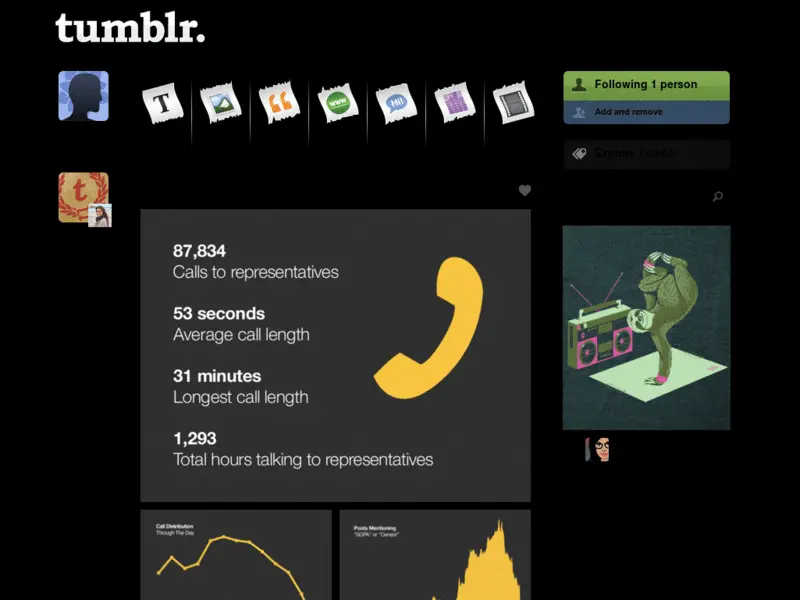 tumblr.
T
www
Hi!
Following 1 person
Add and remove
Explore Tumblr
t
87,834
Calls to representatives
53 seconds
Average call length
31 minutes
Longest call length
1,293
Total hours talking to representatives
Call Distribution
Through The Day
Posts Mentioning
"SOPA" or "Censor"